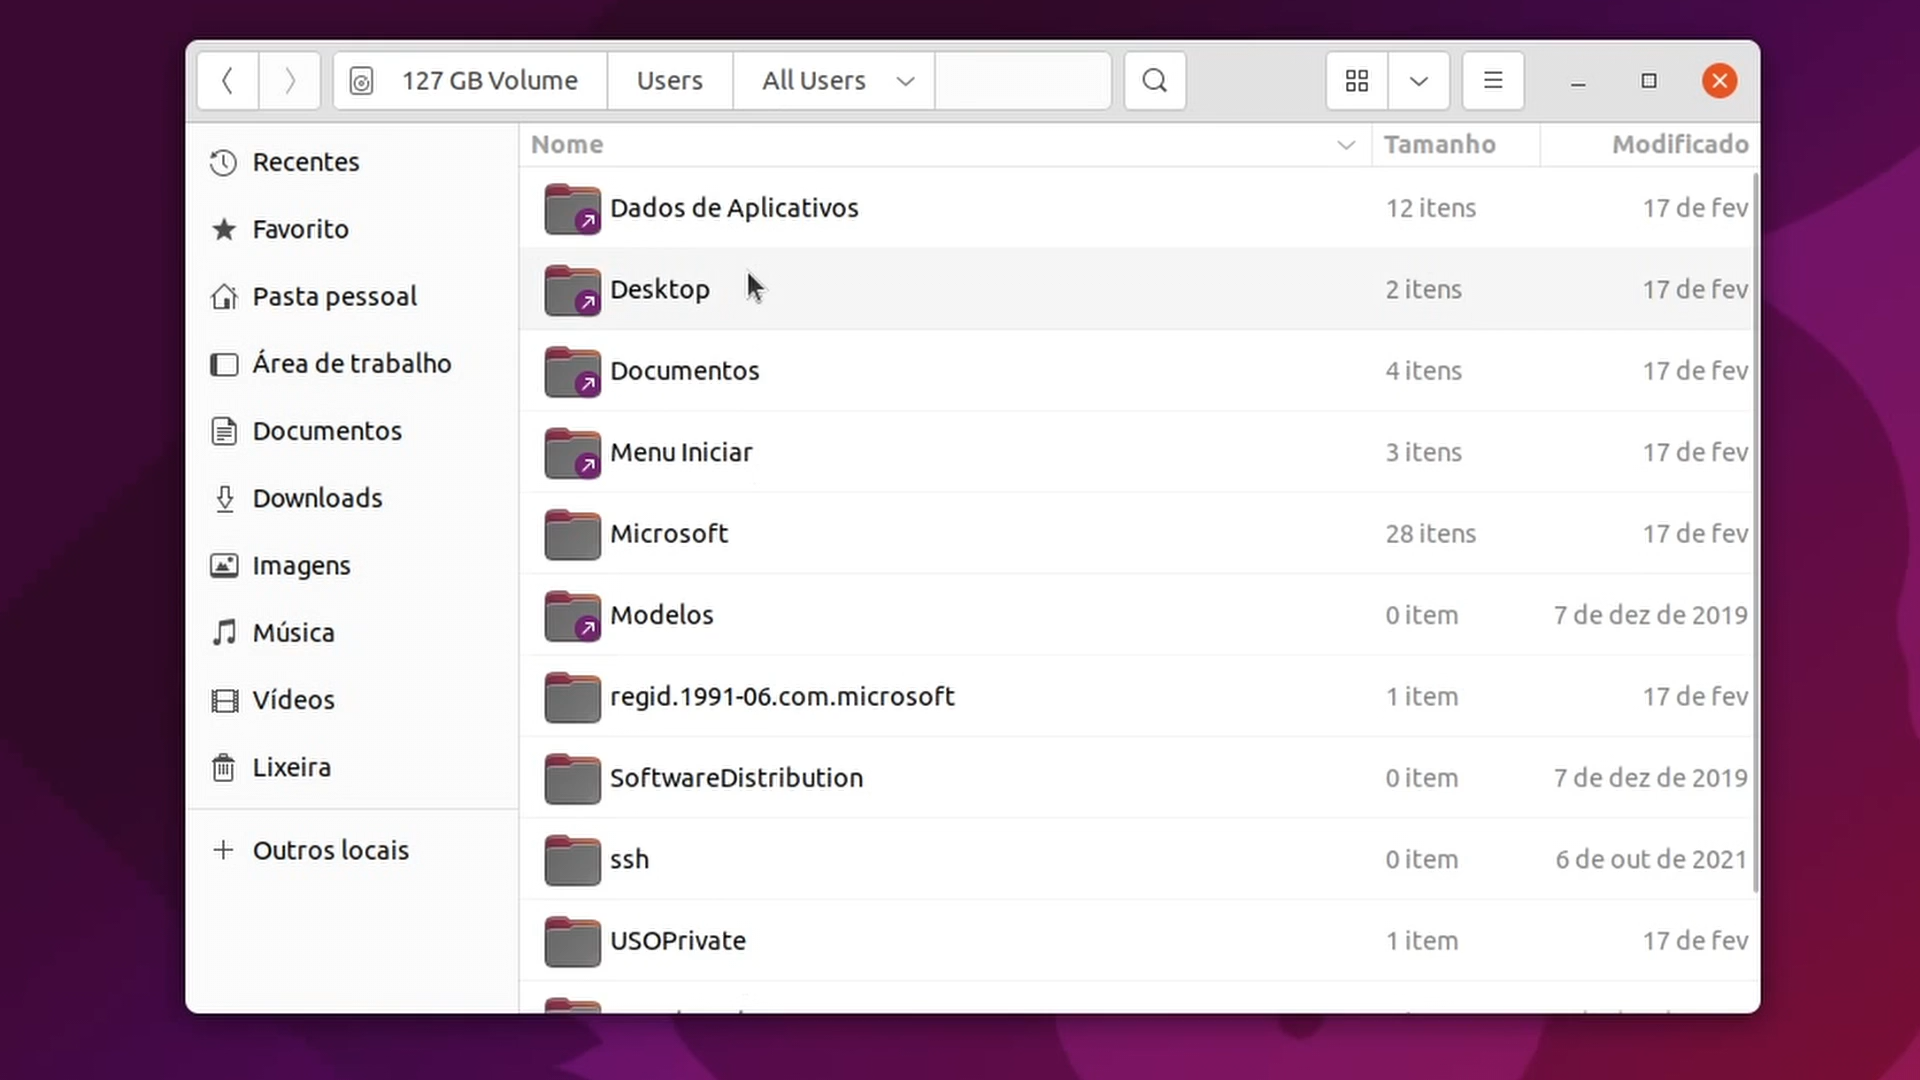 127 GB Volume Users All Users
Nome Tamanho Modificado
Recentes
Favorito
Pasta pessoal
Área de trabalho
Documentos
Downloads
Imagens
Música
Vídeos
Lixeira
Outros locais
Dados de Aplicativos 12 itens 17 de fev
Desktop 2 itens 17 de fev
Documentos 4 itens 17 de fev
Menu Iniciar 3 itens 17 de fev
Microsoft 28 itens 17 de fev
Modelos 0 item 7 de dez de 2019
regid.1991-06.com.microsoft 1 item 17 de fev
SoftwareDistribution 0 item 7 de dez de 2019
ssh 0 item 6 de out de 2021
USOPrivate 1 item 17 de fev